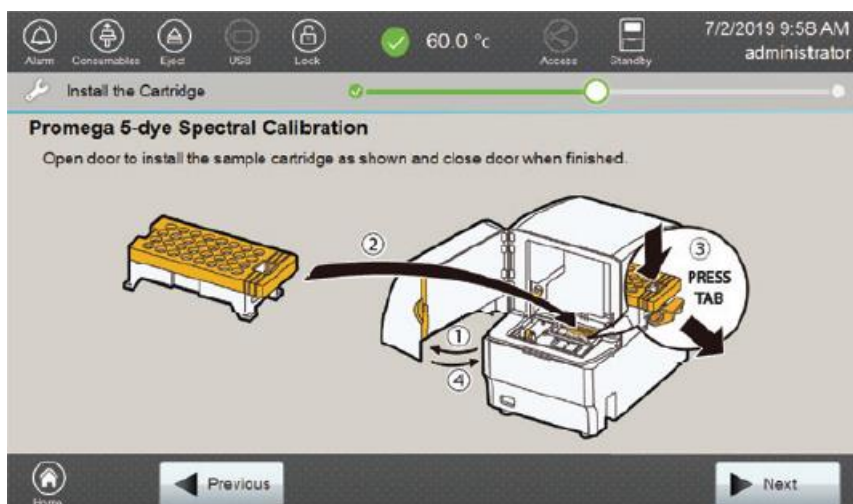 7/2/2019 9:58 AM
60.0 °c
administrator
Alarm Consumables Eject USB Lock Access Standby
Install the Cartridge
Promega 5-dye Spectral Calibration
Open door to install the sample cartridge as shown and close door when finished.
②
③
PRESS
TAB
①
④
Previous
Next
Home